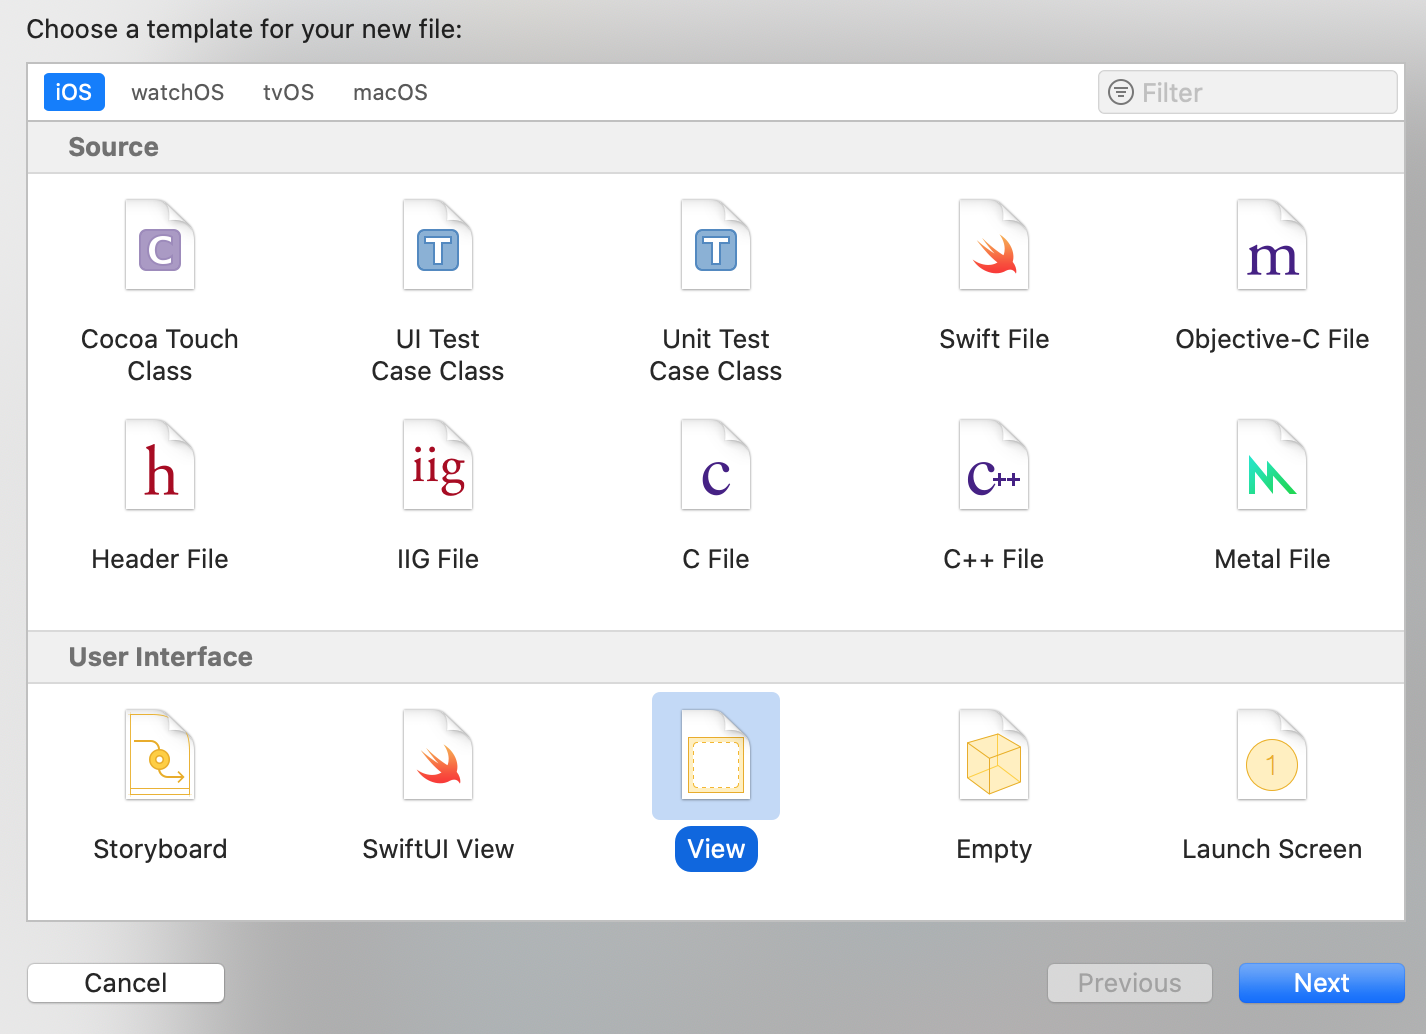 Choose a template for your new file:
iOS watchOS tvOS macOS Filter
Source
C T T m
Cocoa Touch Class
UI Test Case Class
Unit Test Case Class
Swift File
Objective-C File
h iig c C++
Header File
IIG File
C File
C++ File
Metal File
User Interface
1
Storyboard
SwiftUI View
View
Empty
Launch Screen
Cancel Previous Next